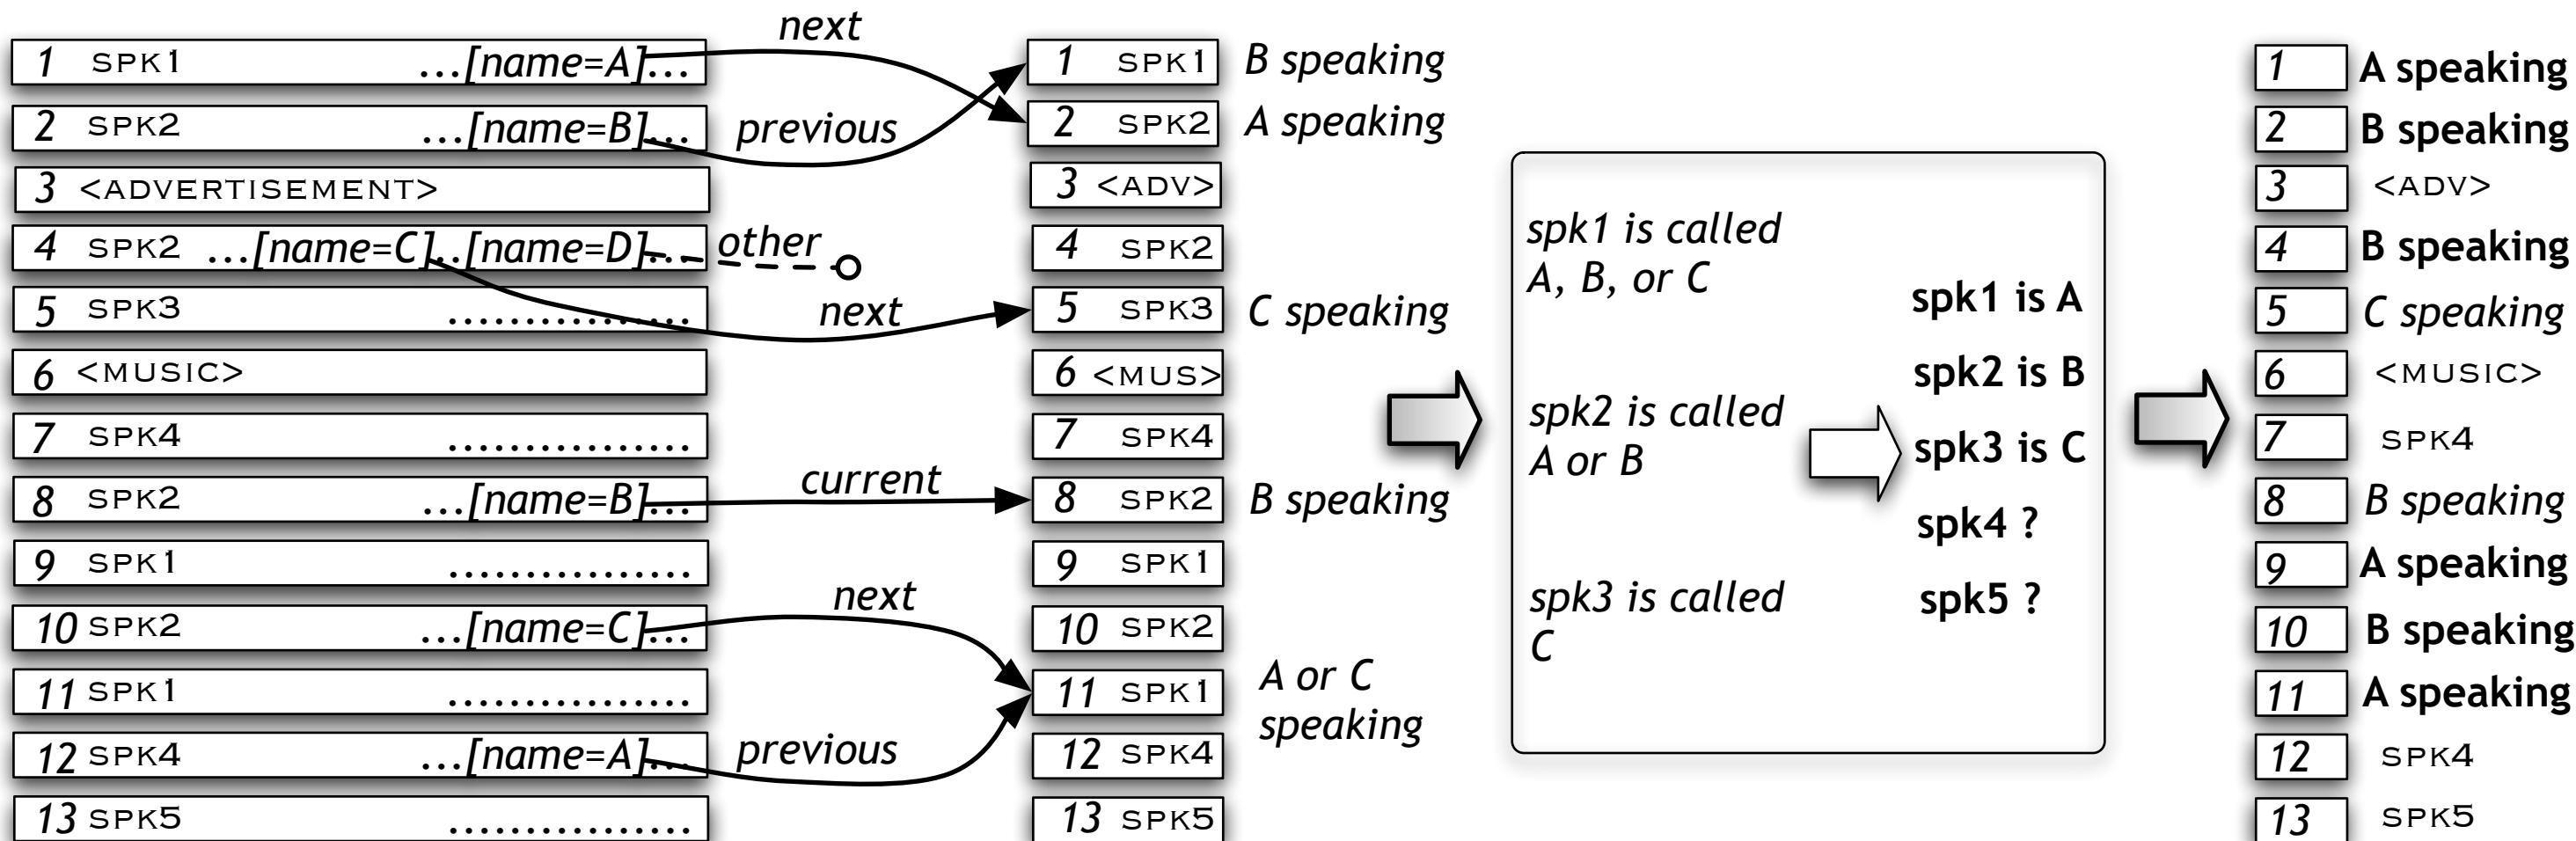 1 SPK1 ...[name=A]...
2 SPK2 ...[name=B]...
3 <ADVERTISEMENT>
4 SPK2 ...[name=C]..[name=D]...
5 SPK3 ................
6 <MUSIC>
7 SPK4 ................
8 SPK2 ...[name=B]...
9 SPK1 ................
10 SPK2 ...[name=C]...
11 SPK1 ................
12 SPK4 ...[name=A]...
13 SPK5 ................
next
previous
other
next
current
next
previous
1 SPK1 B speaking
2 SPK2 A speaking
3 <ADV>
4 SPK2
5 SPK3 C speaking
6 <MUS>
7 SPK4
8 SPK2 B speaking
9 SPK1
10 SPK2
11 SPK1 A or C
speaking
12 SPK4
13 SPK5
spk1 is called
A, B, or C
spk2 is called
A or B
spk3 is called
C
spk1 is A
spk2 is B
spk3 is C
spk4 ?
spk5 ?
1 A speaking
2 B speaking
3 <ADV>
4 B speaking
5 C speaking
6 <MUSIC>
7 SPK4
8 B speaking
9 A speaking
10 B speaking
11 A speaking
12 SPK4
13 SPK5